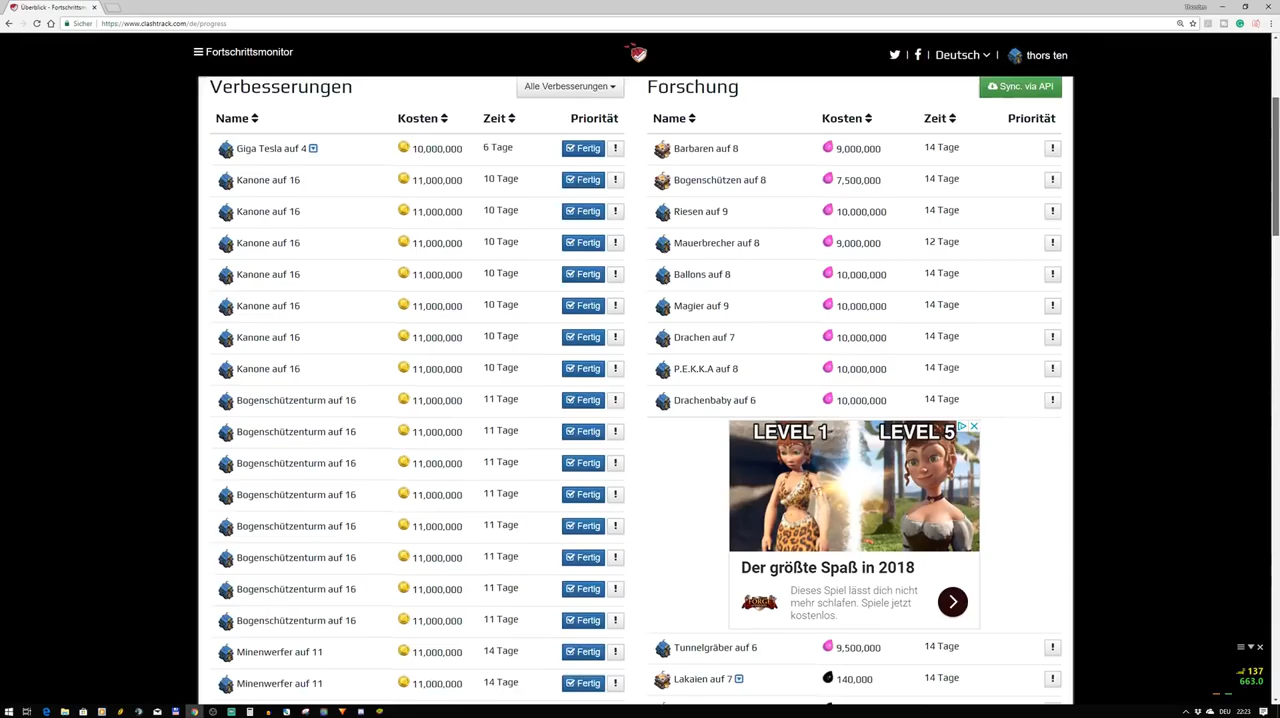 Überblick - Fortschrittsm
Thorsten
Sicher | https://www.clashtrack.com/de/progress
Fortschrittsmonitor
Deutsch
thors ten
Verbesserungen
Alle Verbesserungen
Name Kosten Zeit Priorität
Giga Tesla auf 4 10,000,000 6 Tage Fertig !
Kanone auf 16 11,000,000 10 Tage Fertig !
Kanone auf 16 11,000,000 10 Tage Fertig !
Kanone auf 16 11,000,000 10 Tage Fertig !
Kanone auf 16 11,000,000 10 Tage Fertig !
Kanone auf 16 11,000,000 10 Tage Fertig !
Kanone auf 16 11,000,000 10 Tage Fertig !
Kanone auf 16 11,000,000 10 Tage Fertig !
Bogenschützenturm auf 16 11,000,000 11 Tage Fertig !
Bogenschützenturm auf 16 11,000,000 11 Tage Fertig !
Bogenschützenturm auf 16 11,000,000 11 Tage Fertig !
Bogenschützenturm auf 16 11,000,000 11 Tage Fertig !
Bogenschützenturm auf 16 11,000,000 11 Tage Fertig !
Bogenschützenturm auf 16 11,000,000 11 Tage Fertig !
Bogenschützenturm auf 16 11,000,000 11 Tage Fertig !
Bogenschützenturm auf 16 11,000,000 11 Tage Fertig !
Minenwerfer auf 11 11,000,000 14 Tage Fertig !
Minenwerfer auf 11 11,000,000 14 Tage Fertig !
Forschung
Sync. via API
Name Kosten Zeit Priorität
Barbaren auf 8 9,000,000 14 Tage !
Bogenschützen auf 8 7,500,000 14 Tage !
Riesen auf 9 10,000,000 14 Tage !
Mauerbrecher auf 8 9,000,000 12 Tage !
Ballons auf 8 10,000,000 14 Tage !
Magier auf 9 10,000,000 14 Tage !
Drachen auf 7 10,000,000 14 Tage !
P.E.K.K.A auf 8 10,000,000 14 Tage !
Drachenbaby auf 6 10,000,000 14 Tage !
LEVEL 1 LEVEL 5
Der größte Spaß in 2018
Dieses Spiel lässt dich nicht
mehr schlafen. Spiele jetzt
kostenlos.
Tunnelgräber auf 6 9,500,000 14 Tage !
Lakaien auf 7 140,000 14 Tage !
137
663.0
DEU 22:23